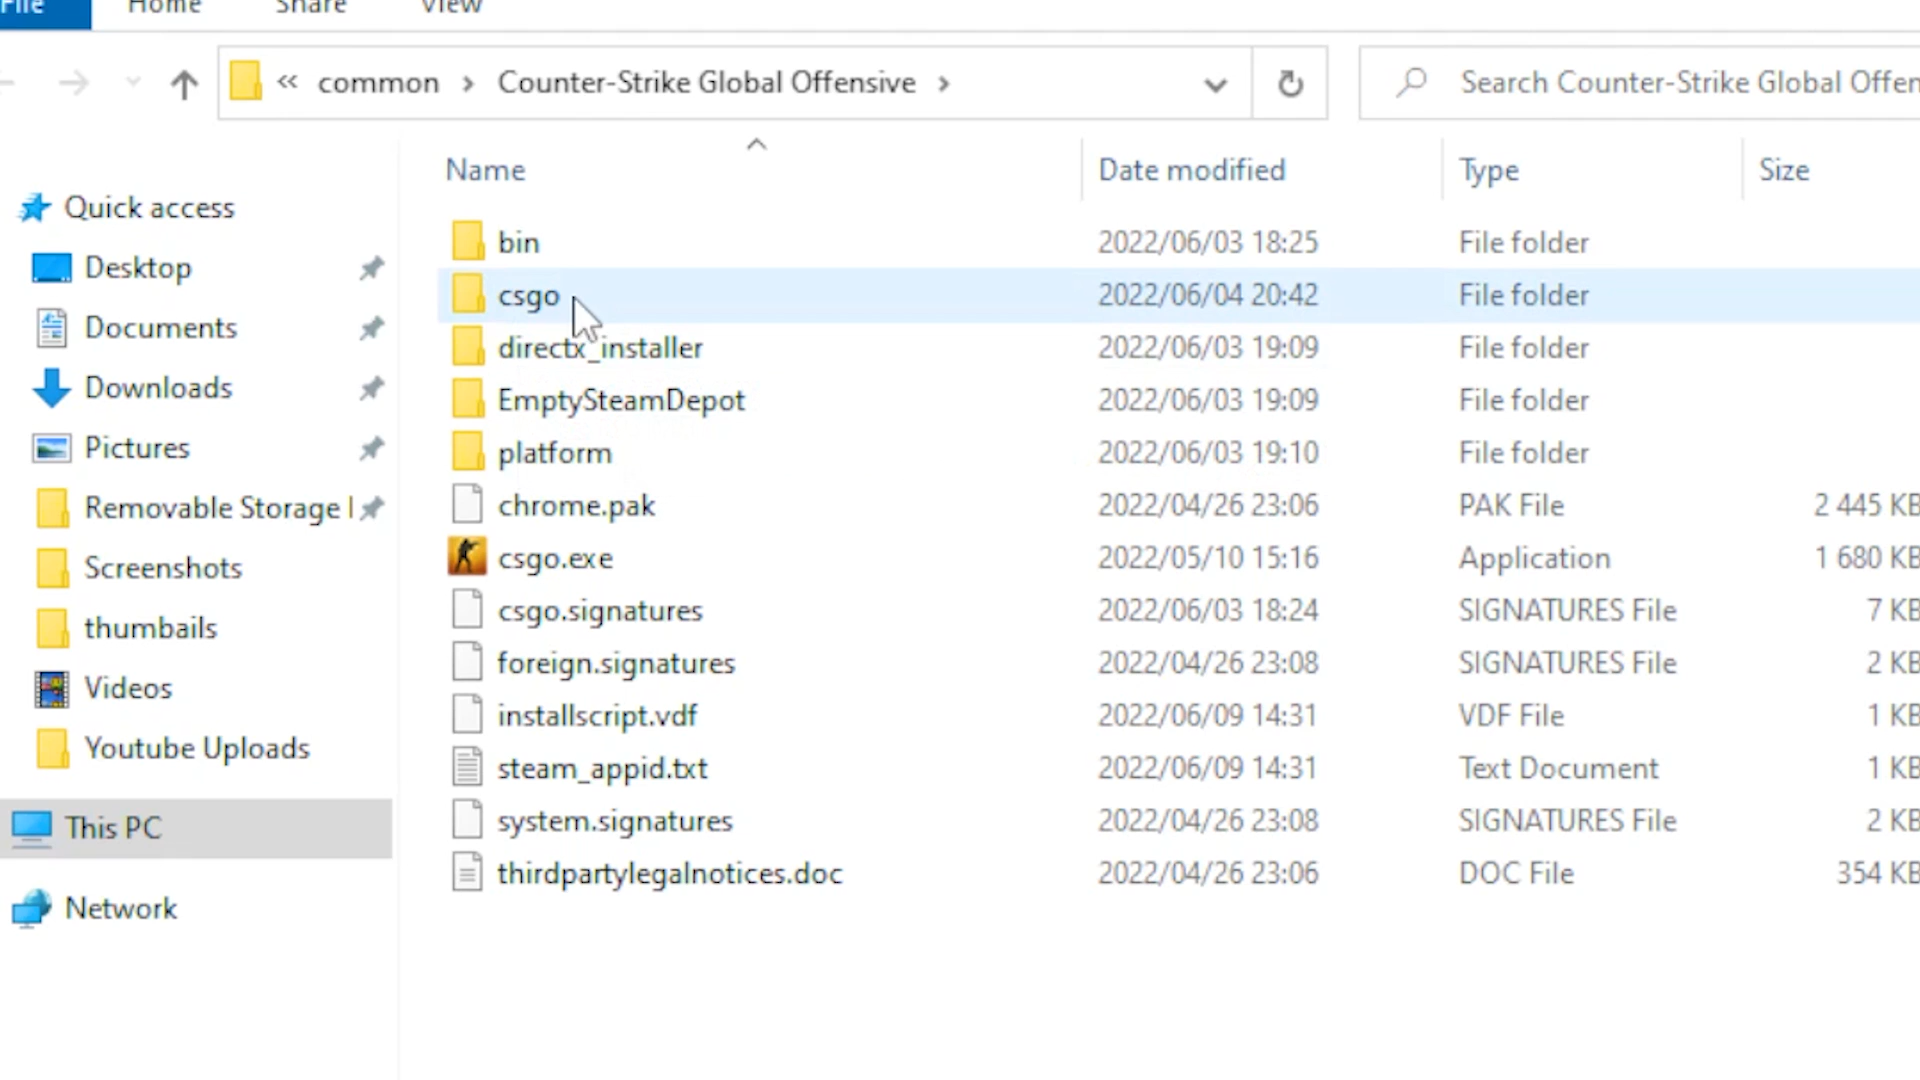 File Home Share View
« common > Counter-Strike Global Offensive > Search Counter-Strike Global Offen
Name Date modified Type Size
Quick access
Desktop
Documents
Downloads
Pictures
Removable Storage
Screenshots
thumbails
Videos
Youtube Uploads
This PC
Network
bin 2022/06/03 18:25 File folder
csgo 2022/06/04 20:42 File folder
directx_installer 2022/06/03 19:09 File folder
EmptySteamDepot 2022/06/03 19:09 File folder
platform 2022/06/03 19:10 File folder
chrome.pak 2022/04/26 23:06 PAK File 2 445 KB
csgo.exe 2022/05/10 15:16 Application 1 680 KB
csgo.signatures 2022/06/03 18:24 SIGNATURES File 7 KB
foreign.signatures 2022/04/26 23:08 SIGNATURES File 2 KB
installscript.vdf 2022/06/09 14:31 VDF File 1 KB
steam_appid.txt 2022/06/09 14:31 Text Document 1 KB
system.signatures 2022/04/26 23:08 SIGNATURES File 2 KB
thirdpartylegalnotices.doc 2022/04/26 23:06 DOC File 354 KB